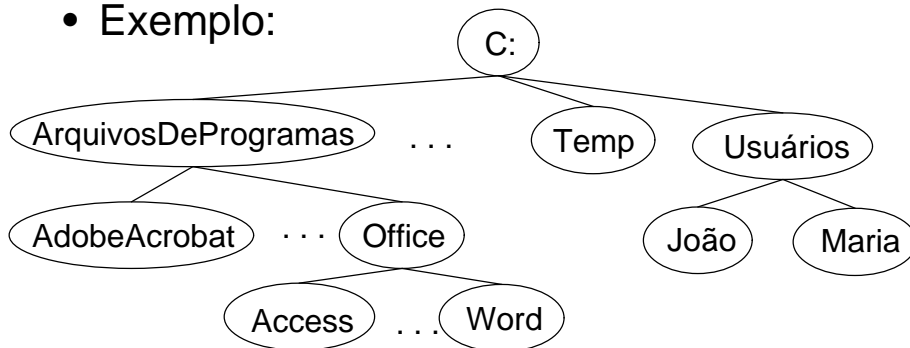 • Exemplo:
C:
ArquivosDeProgramas . . . Temp Usuários
AdobeAcrobat . . . Office João Maria
Access . . . Word